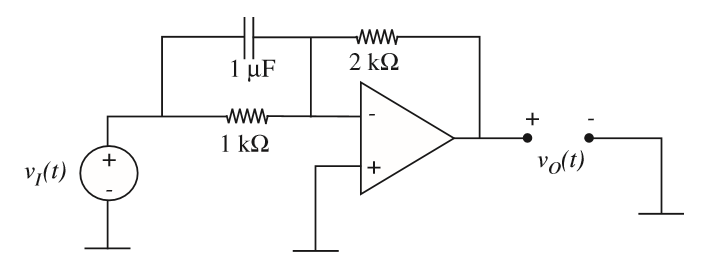 1 μF
2 kΩ
1 kΩ
-
+
+
-
v_I(t)
+ -
v_O(t)